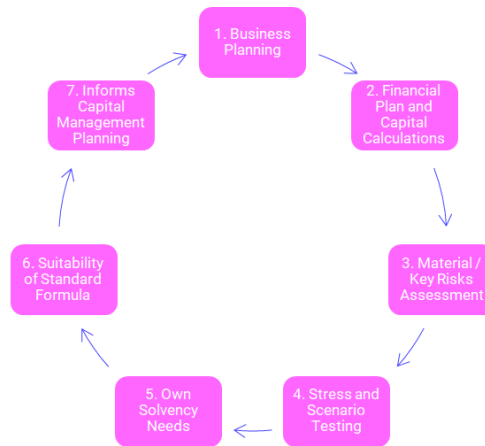 1. Business
Planning
2. Financial
Plan and
Capital
Calculations
3. Material /
Key Risks
Assessment
4. Stress and
Scenario
Testing
5. Own
Solvency
Needs
6. Suitability
of Standard
Formula
7. Informs
Capital
Management
Planning